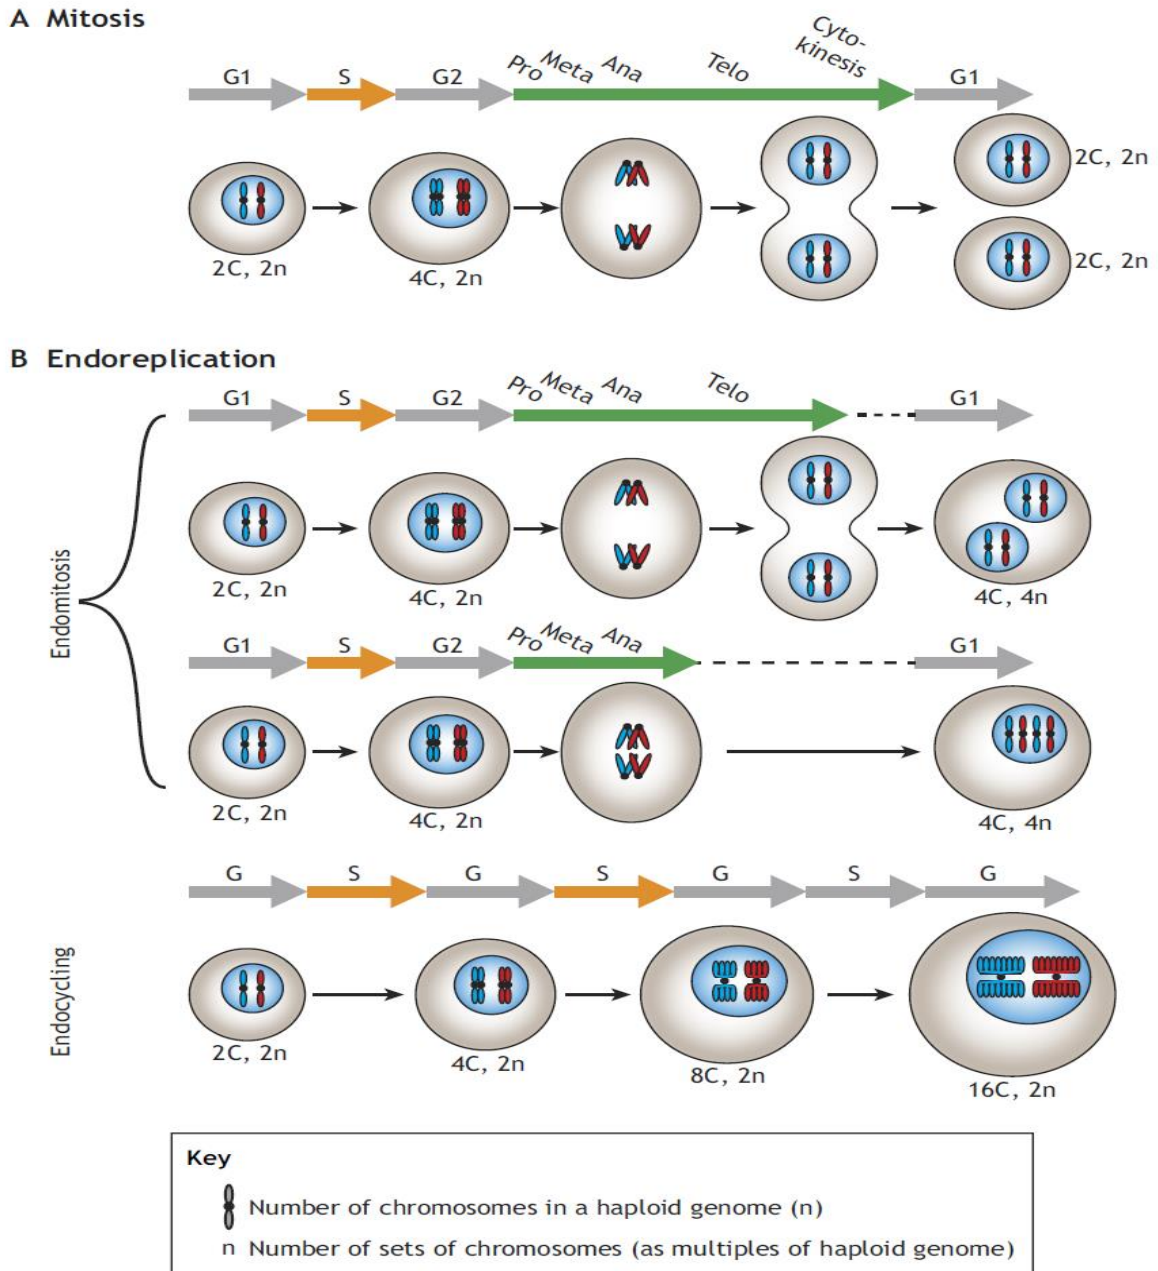 A Mitosis
G1 S G2 Pro Meta Ana Telo Cyto-
kinesis G1
2C, 2n
4C, 2n
2C, 2n
2C, 2n
B Endoreplication
G1 S G2 Pro Meta Ana Telo G1
Endomitosis
2C, 2n 4C, 2n 4C, 4n
G1 S G2 Pro Meta Ana G1
2C, 2n 4C, 2n 4C, 4n
G S G S G S G
Endocycling
2C, 2n 4C, 2n 8C, 2n 16C, 2n
Key
Number of chromosomes in a haploid genome (n)
n Number of sets of chromosomes (as multiples of haploid genome)